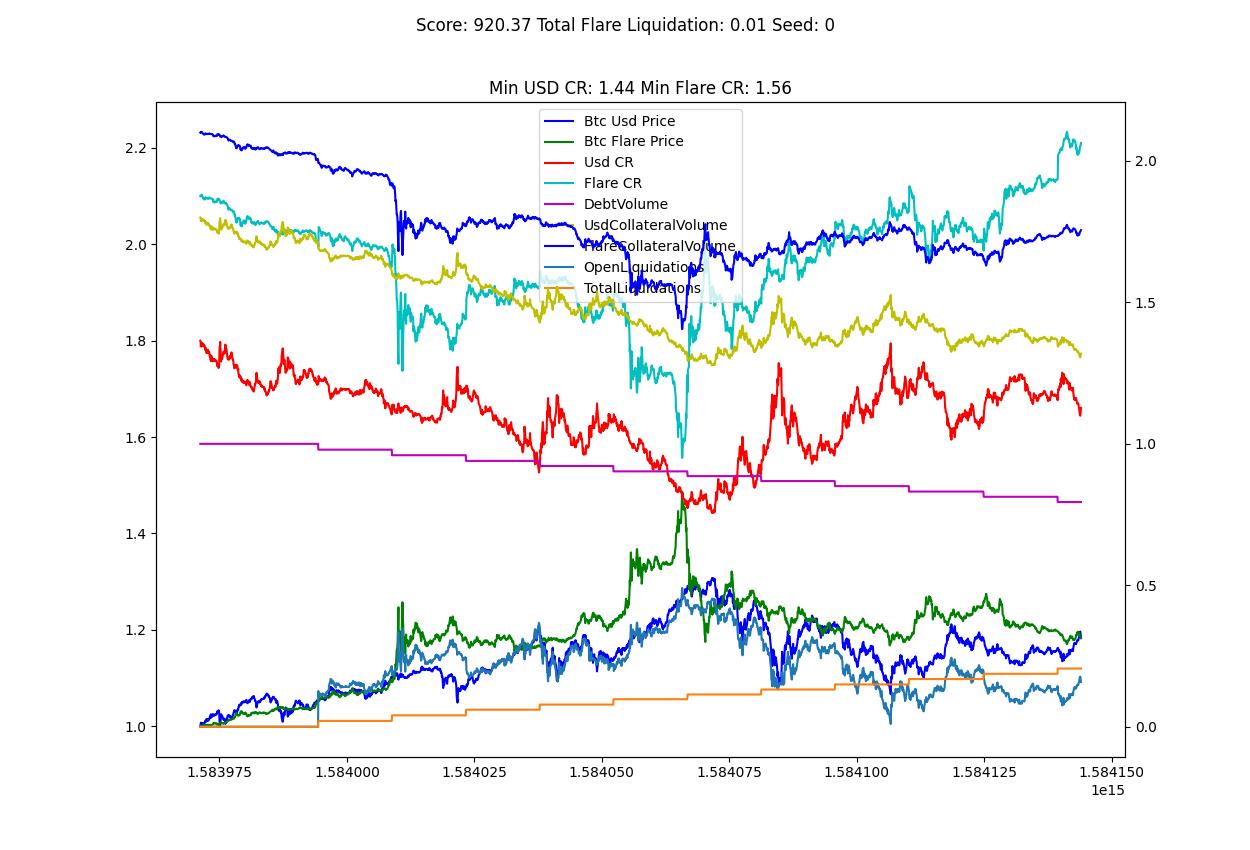 Score: 920.37 Total Flare Liquidation: 0.01 Seed: 0
Min USD CR: 1.44 Min Flare CR: 1.56
Btc Usd Price
Btc Flare Price
Usd CR
Flare CR
DebtVolume
UsdCollateralVolume
FlareCollateralVolume
OpenLiquidations
TotalLiquidations
2.2
2.0
1.8
1.6
1.4
1.2
1.0
2.0
1.5
1.0
0.5
0.0
1.583975 1.584000 1.584025 1.584050 1.584075 1.584100 1.584125 1.584150
1e15